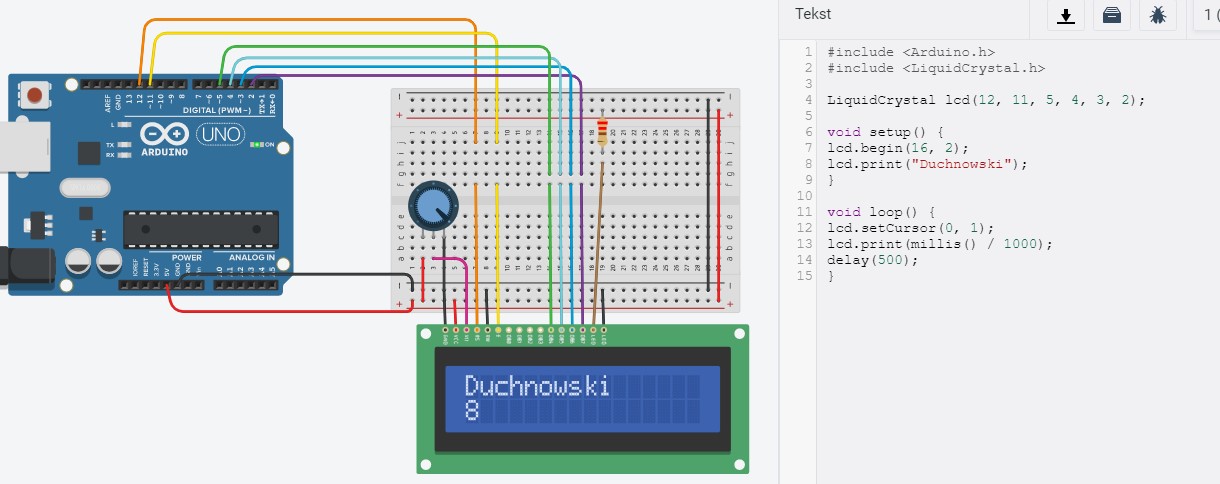 Tekst
1 (
1 #include <Arduino.h>
2 #include <LiquidCrystal.h>
3
4 LiquidCrystal lcd(12, 11, 5, 4, 3, 2);
5
6 void setup() {
7 lcd.begin(16, 2);
8 lcd.print("Duchnowski");
9 }
10
11 void loop() {
12 lcd.setCursor(0, 1);
13 lcd.print(millis() / 1000);
14 delay(500);
15 }
AREF GND 13 12 ~11 ~10 ~9 8 7 ~6 ~5 4 ~3 2 TX→1 RX←0
DIGITAL (PWM~)
L
TX
RX
ARDUINO
UNO
ON
POWER
ANALOG IN
IOREF RESET 3.3V 5V GND GND Vin A0 A1 A2 A3 A4 A5
Duchnowski
8